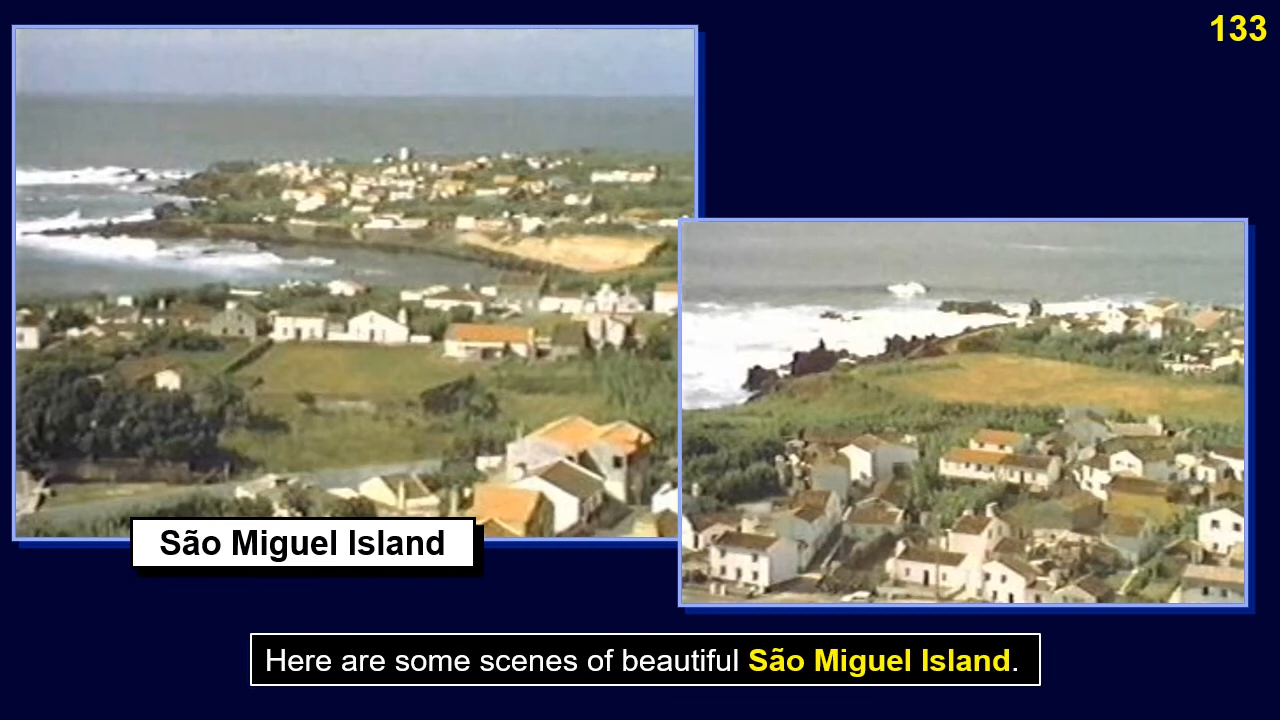 133
São Miguel Island
Here are some scenes of beautiful São Miguel Island.